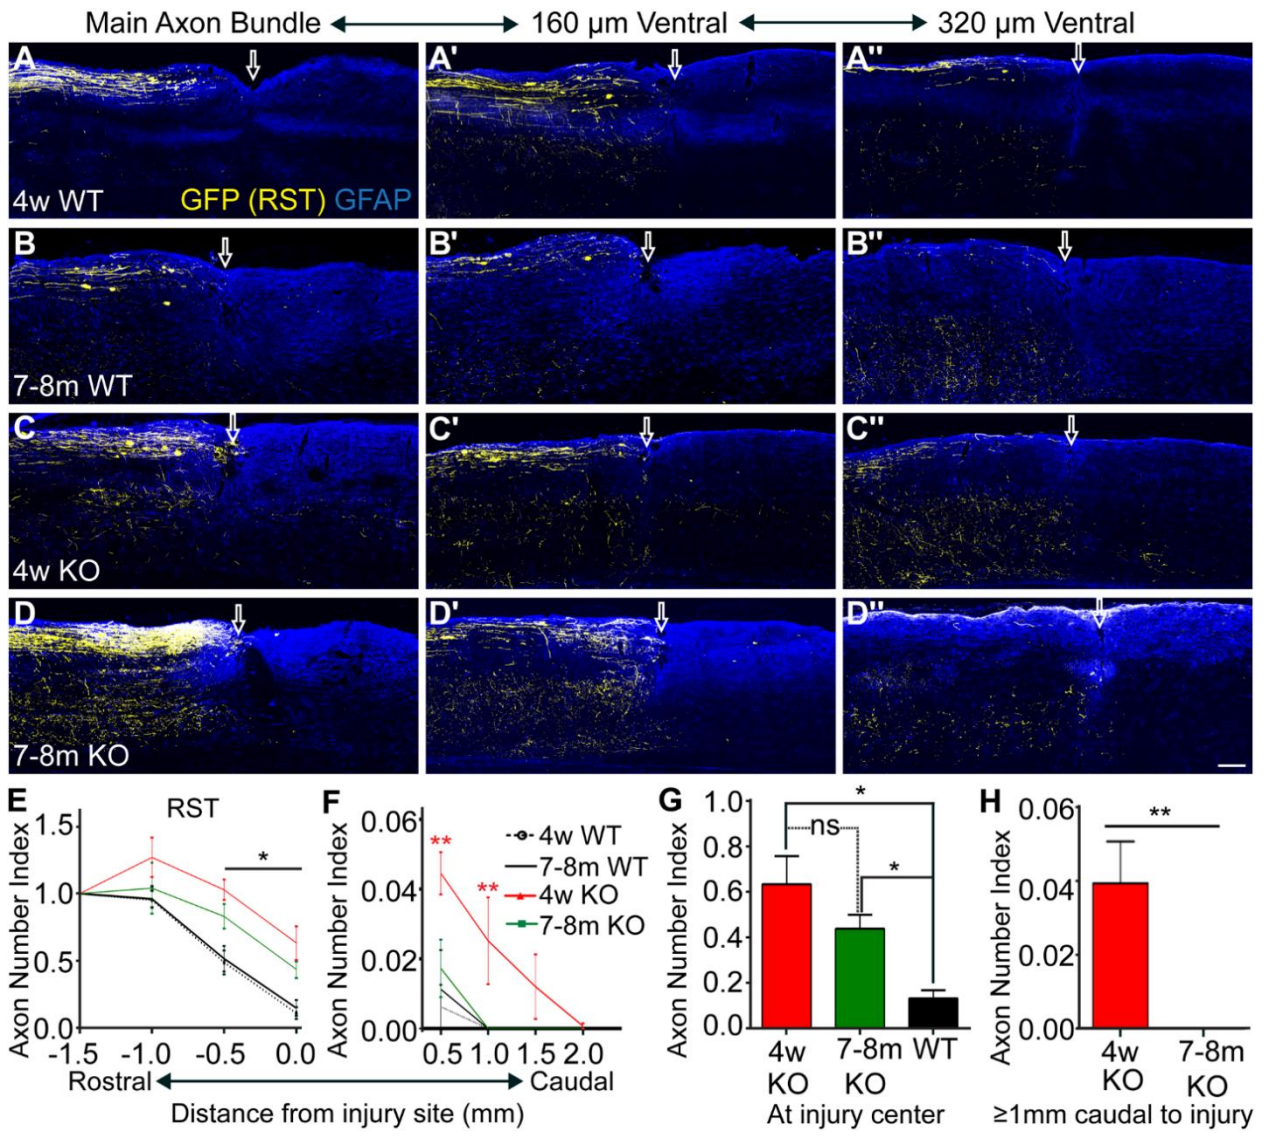 Main Axon Bundle
160 µm Ventral
320 µm Ventral
A
A'
A''
4w WT
GFP (RST) GFAP
B
B'
B''
7-8m WT
C
C'
C''
4w KO
D
D'
D''
7-8m KO
E
RST
Axon Number Index
1.5
1.0
0.5
0.0
*
-1.5 -1.0 -0.5 0.0
F
Axon Number Index
0.06
0.04
0.02
0.00
**
**
4w WT
7-8m WT
4w KO
7-8m KO
0.5 1.0 1.5 2.0
Rostral
Caudal
Distance from injury site (mm)
G
Axon Number Index
1.0
0.8
0.6
0.4
0.2
0.0
*
ns
*
4w
KO
7-8m
KO
WT
At injury center
H
Axon Number Index
0.06
0.04
0.02
0.00
**
4w
KO
7-8m
KO
≥1mm caudal to injury